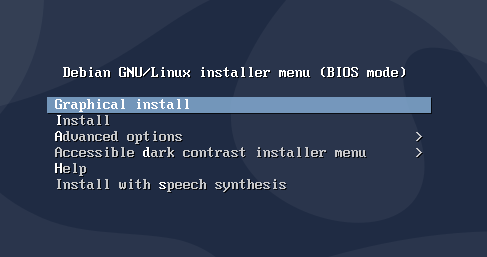 Debian GNU/Linux installer menu (BIOS mode)
Graphical install
Install
Advanced options >
Accessible dark contrast installer menu >
Help
Install with speech synthesis